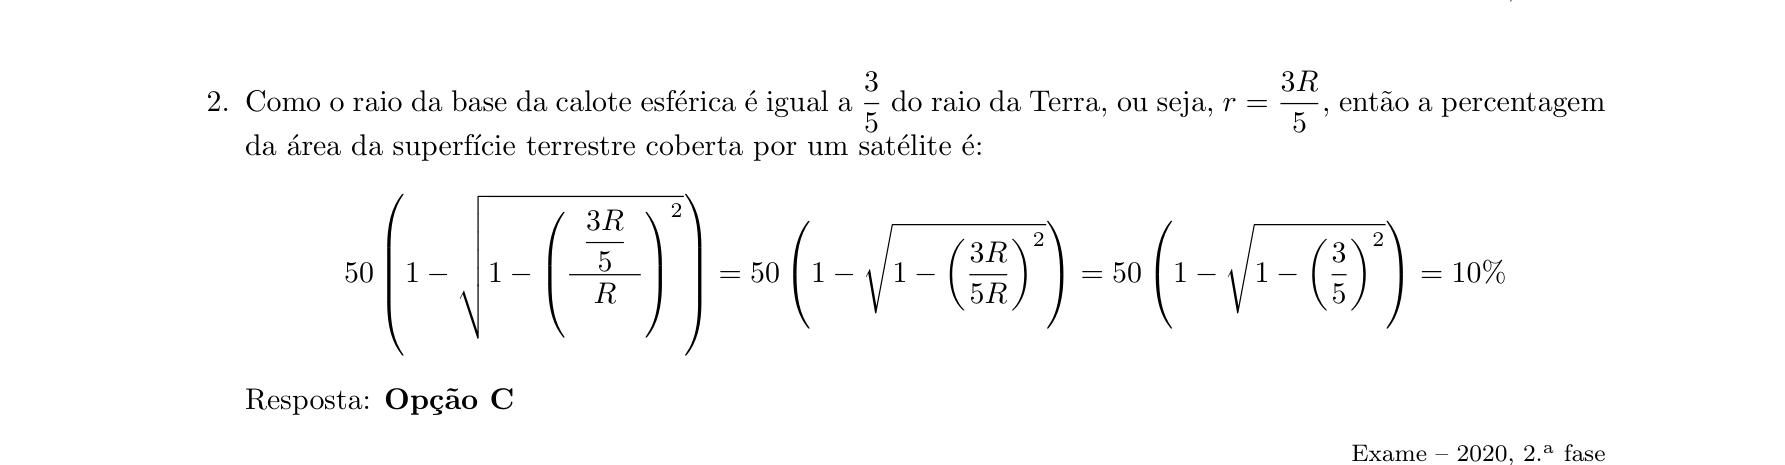 2. Como o raio da base da calote esférica é igual a $\frac{3}{5}$ do raio da Terra, ou seja, $r = \frac{3R}{5}$, então a percentagem
da área da superfície terrestre coberta por um satélite é:
$50\left(1-\sqrt{1-\left(\frac{\frac{3R}{5}}{R}\right)^2}\right) = 50\left(1-\sqrt{1-\left(\frac{3R}{5R}\right)^2}\right) = 50\left(1-\sqrt{1-\left(\frac{3}{5}\right)^2}\right) = 10\%$
Resposta: Opção C
Exame – 2020, 2.ª fase